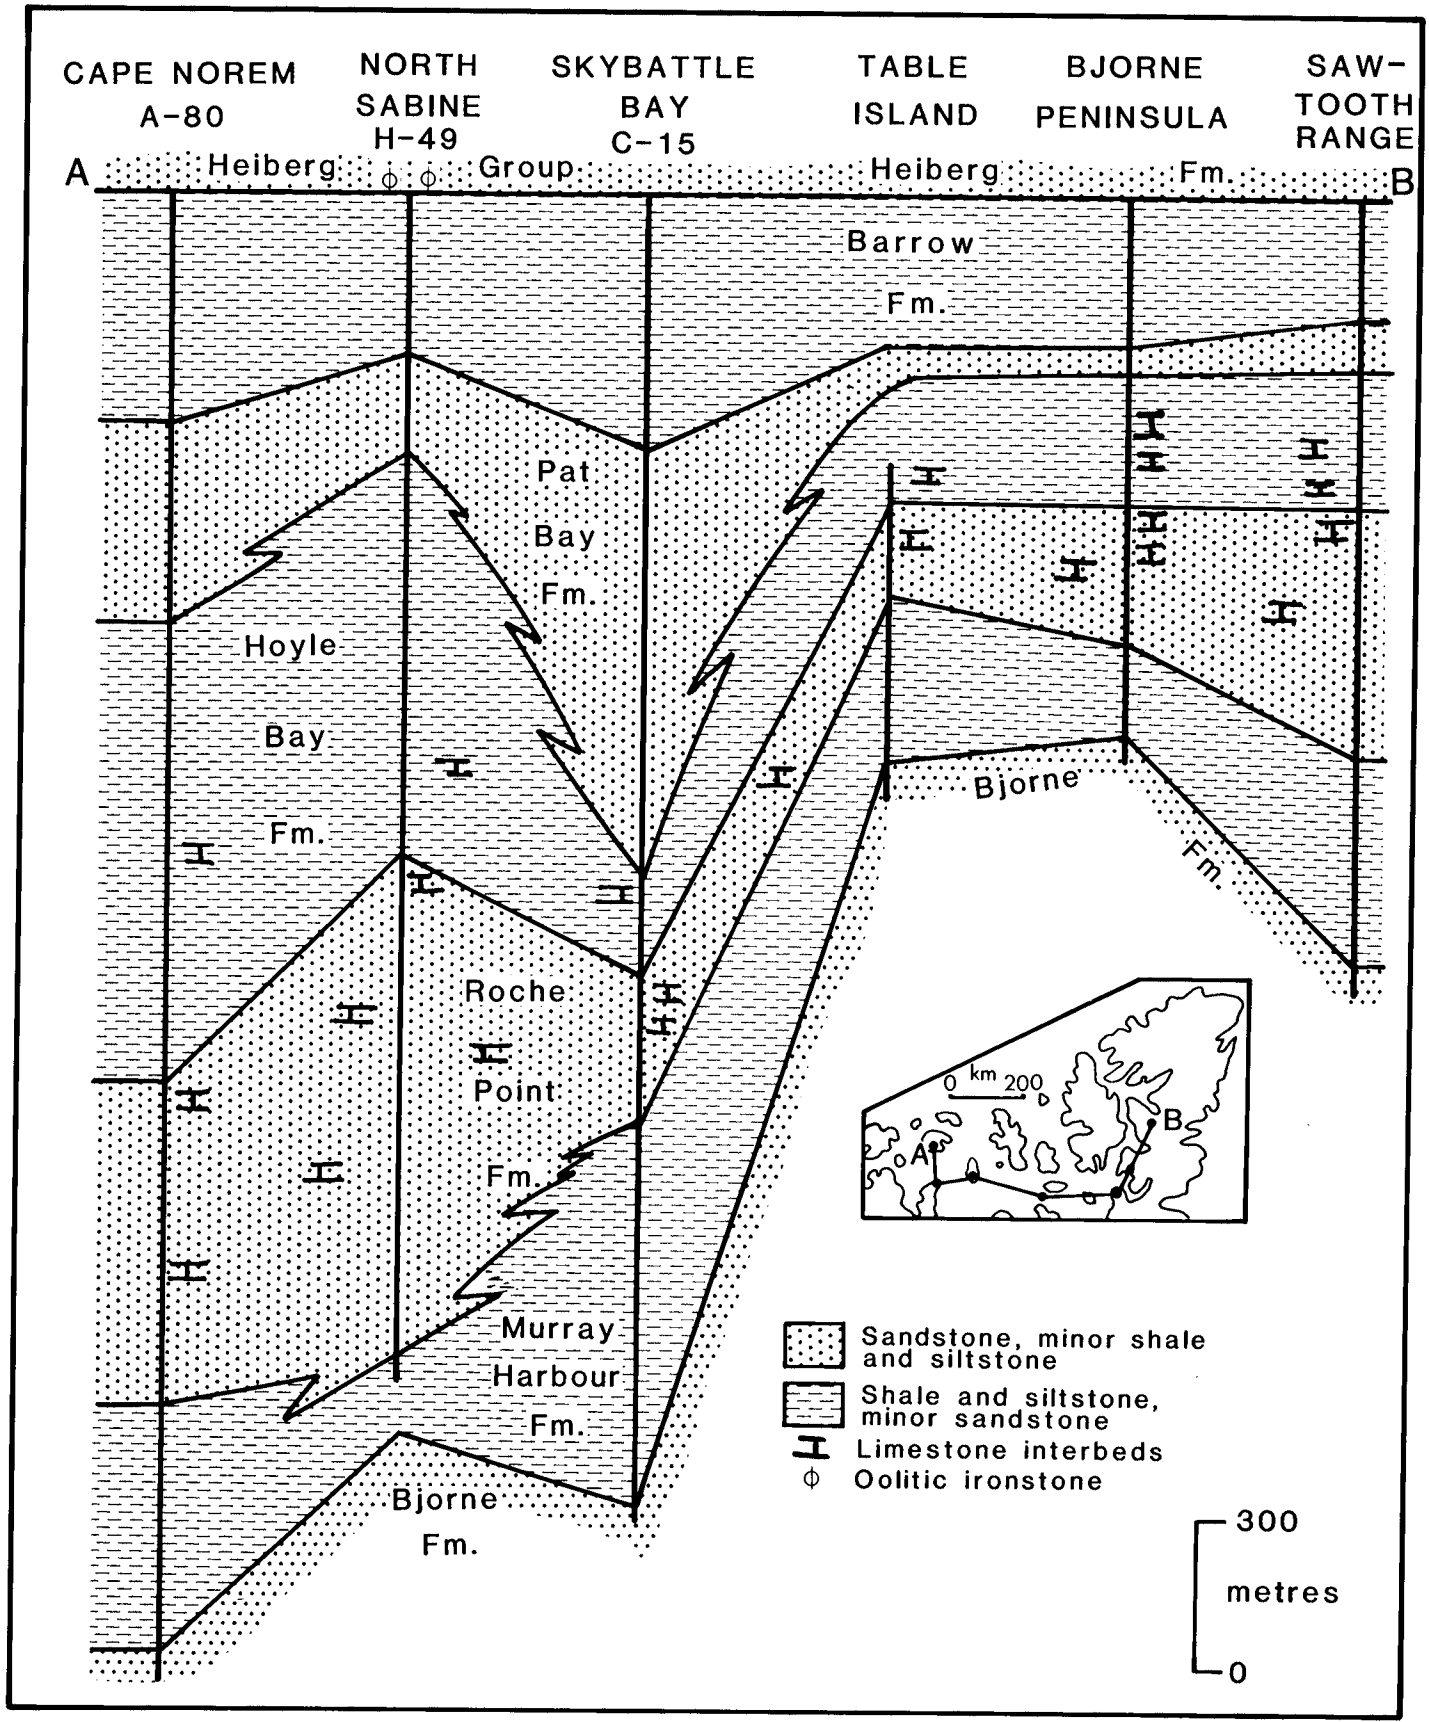 CAPE NOREM
A-80
NORTH
SABINE
H-49
SKYBATTLE
BAY
C-15
TABLE
ISLAND
BJORNE
PENINSULA
SAW-
TOOTH
RANGE
A Heiberg Group Heiberg Fm. B
Barrow
Fm.
Pat
Bay
Fm.
Hoyle
Bay
Fm.
Roche
Point
Fm.
Murray
Harbour
Fm.
Bjorne
Fm.
Bjorne
Fm.
0 km 200
A
B
Sandstone, minor shale
and siltstone
Shale and siltstone,
minor sandstone
Limestone interbeds
Oolitic ironstone
300
metres
0